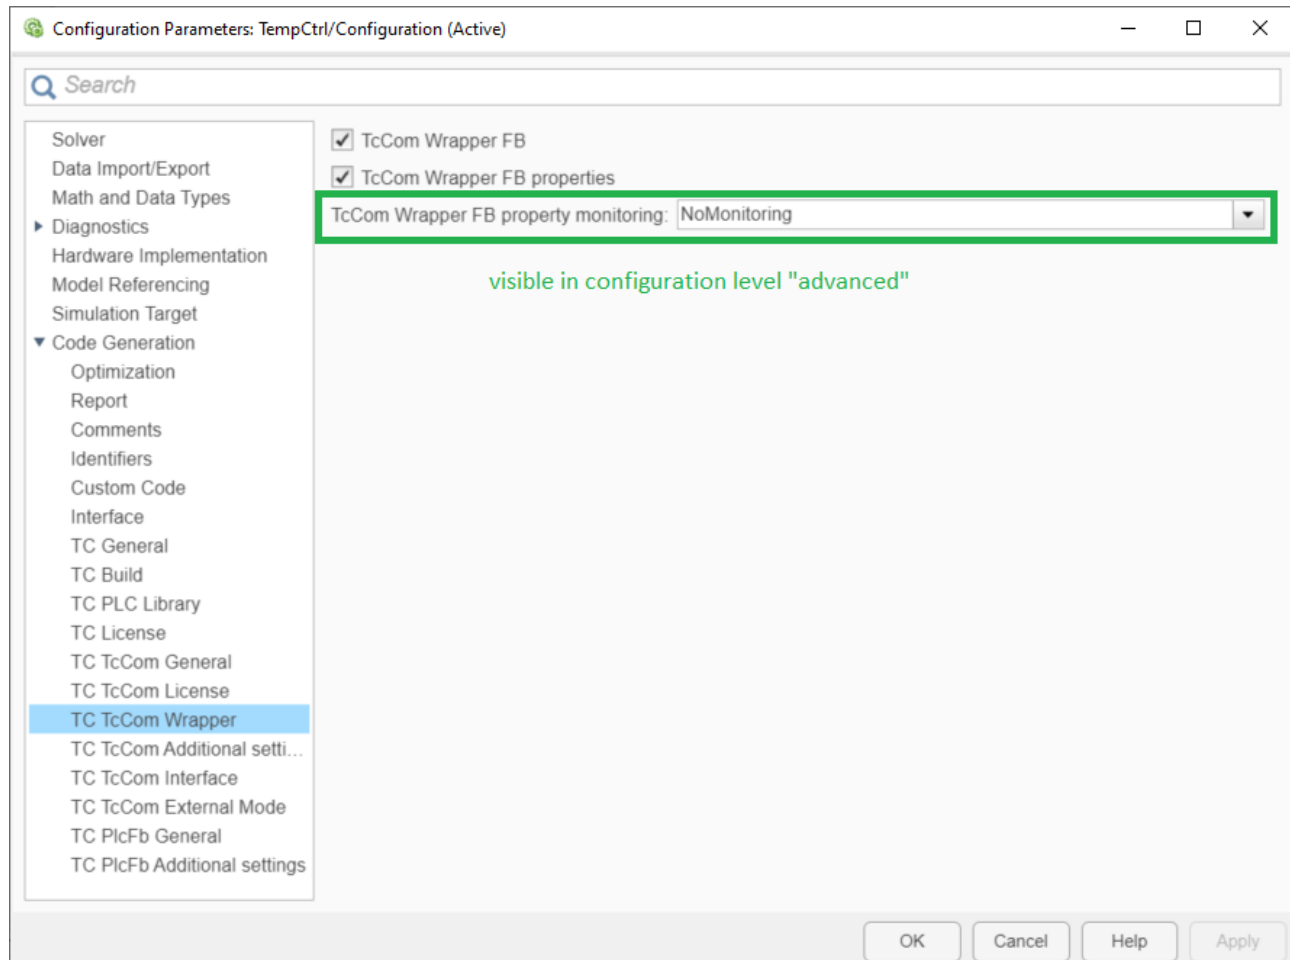 Configuration Parameters: TempCtrl/Configuration (Active)
Search
Solver
Data Import/Export
Math and Data Types
Diagnostics
Hardware Implementation
Model Referencing
Simulation Target
Code Generation
Optimization
Report
Comments
Identifiers
Custom Code
Interface
TC General
TC Build
TC PLC Library
TC License
TC TcCom General
TC TcCom License
TC TcCom Wrapper
TC TcCom Additional setti...
TC TcCom Interface
TC TcCom External Mode
TC PlcFb General
TC PlcFb Additional settings
TcCom Wrapper FB
TcCom Wrapper FB properties
TcCom Wrapper FB property monitoring: NoMonitoring
visible in configuration level "advanced"
OK Cancel Help Apply